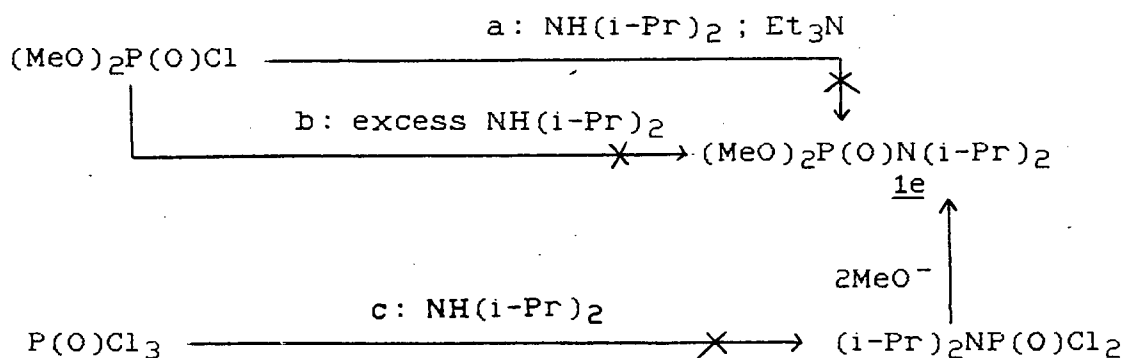 a: NH(i-Pr)₂ ; Et₃N
(MeO)₂P(O)Cl
b: excess NH(i-Pr)₂
(MeO)₂P(O)N(i-Pr)₂
1e
2MeO⁻
c: NH(i-Pr)₂
P(O)Cl₃ (i-Pr)₂NP(O)Cl₂